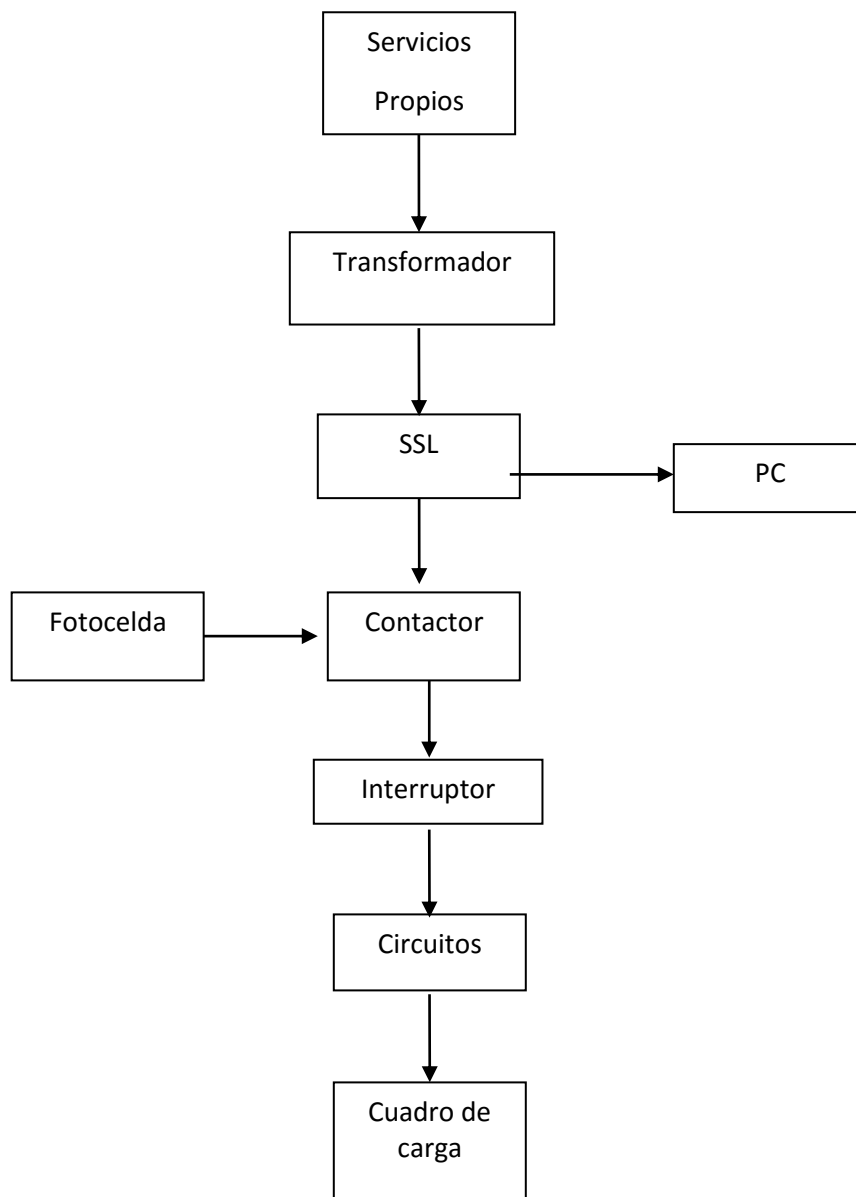 Servicios
Propios
Transformador
SSL
PC
Fotocelda
Contactor
Interruptor
Circuitos
Cuadro de
carga